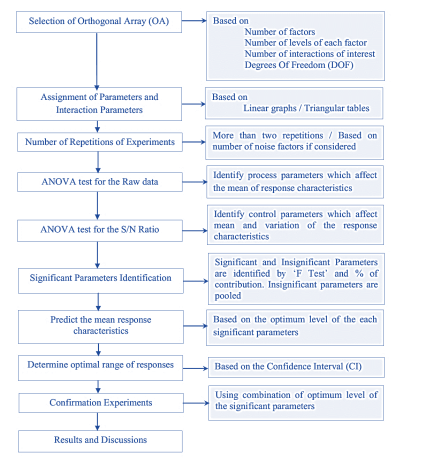 Selection of Orthogonal Array (OA)
Based on
Number of factors
Number of levels of each factor
Number of interactions of interest
Degrees Of Freedom (DOF)
Assignment of Parameters and
Interaction Parameters
Based on
Linear graphs / Triangular tables
Number of Repetitions of Experiments
More than two repetitions / Based on
number of noise factors if considered
ANOVA test for the Raw data
Identify process parameters which affect
the mean of response characteristics
ANOVA test for the S/N Ratio
Identify control parameters which affect
mean and variation of the response
characteristics
Significant Parameters Identification
Significant and Insignificant Parameters
are identified by ‘F Test’ and % of
contribution. Insignificant parameters are
pooled
Predict the mean response
characteristics
Based on the optimum level of the each
significant parameters
Determine optimal range of responses
Based on the Confidence Interval (CI)
Confirmation Experiments
Using combination of optimum level of
the significant parameters
Results and Discussions